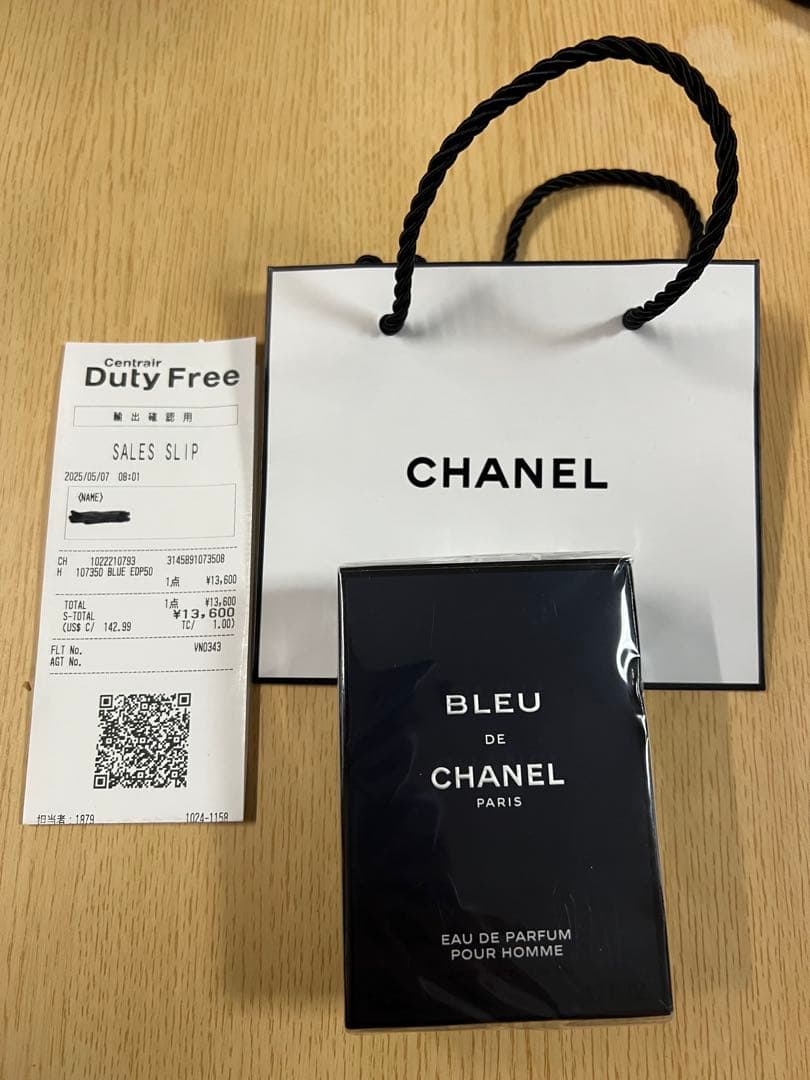 Centrair
Duty Free
輸出確認用
SALES SLIP
2025/05/07 08:01
(NAME)
CH 1022210793 3145891073508
H 107350 BLUE EDP50
1点 ¥13,600
TOTAL 1点 ¥13,600
S-TOTAL ¥13,600
(US$ C/ 142.99 TC/ 1.00)
FLT No. VN0343
AGT No.
担当者:1879 1024-1158
CHANEL
BLEU
DE
CHANEL
PARIS
EAU DE PARFUM
POUR HOMME